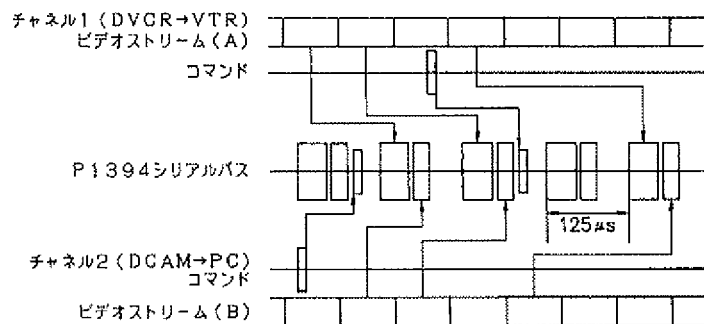 チャネル1(DVCR→VTR)
ビデオストリーム(A)
コマンド
P1394シリアルバス
125μs
チャネル2(DCAM→PC)
コマンド
ビデオストリーム(B)